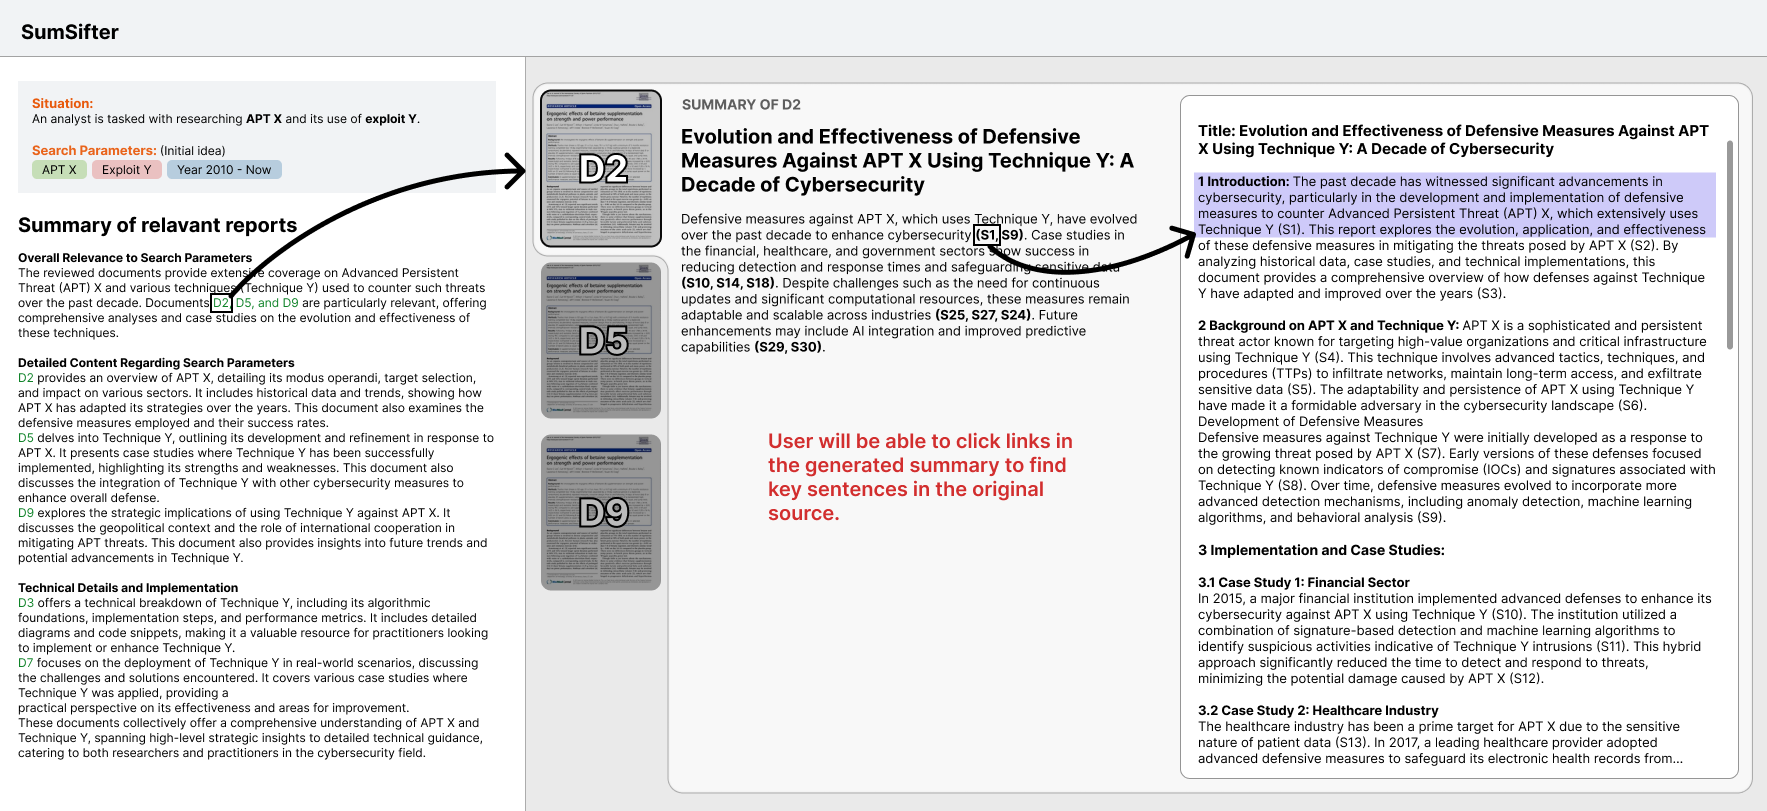 SumSifter
Situation:
An analyst is tasked with researching APT X and its use of exploit Y.
Search Parameters: (Initial idea)
APT X
Exploit Y
Year 2010 - Now
Summary of relevant reports
Overall Relevance to Search Parameters
The reviewed documents provide extensive coverage on Advanced Persistent
Threat (APT) X and various techniques (Technique Y) used to counter such threats
over the past decade. Documents D2, D5, and D9 are particularly relevant, offering
comprehensive analyses and case studies on the evolution and effectiveness of
these techniques.
Detailed Content Regarding Search Parameters
D2 provides an overview of APT X, detailing its modus operandi, target selection,
and impact on various sectors. It includes historical data and trends, showing how
APT X has adapted its strategies over the years. This document also examines the
defensive measures employed and their success rates.
D5 delves into Technique Y, outlining its development and refinement in response to
APT X. It presents case studies where Technique Y has been successfully
implemented, highlighting its strengths and weaknesses. This document also
discusses the integration of Technique Y with other cybersecurity measures to
enhance overall defense.
D9 explores the strategic implications of using Technique Y against APT X. It
discusses the geopolitical context and the role of international cooperation in
mitigating APT threats. This document also provides insights into future trends and
potential advancements in Technique Y.
Technical Details and Implementation
D3 offers a technical breakdown of Technique Y, including its algorithmic
foundations, implementation steps, and performance metrics. It includes detailed
diagrams and code snippets, making it a valuable resource for practitioners looking
to implement or enhance Technique Y.
D7 focuses on the deployment of Technique Y in real-world scenarios, discussing
the challenges and solutions encountered. It covers various case studies where
Technique Y was applied, providing a
practical perspective on its effectiveness and areas for improvement.
These documents collectively offer a comprehensive understanding of APT X and
Technique Y, spanning high-level strategic insights to detailed technical guidance,
catering to both researchers and practitioners in the cybersecurity field.
Ergogenic effects of betaine supplementation
on strength and power performance
D2
Ergogenic effects of betaine supplementation
on strength and power performance
D5
Ergogenic effects of betaine supplementation
on strength and power performance
D9
SUMMARY OF D2
Evolution and Effectiveness of Defensive
Measures Against APT X Using Technique Y: A
Decade of Cybersecurity
Defensive measures against APT X, which uses Technique Y, have evolved
over the past decade to enhance cybersecurity (S1, S9). Case studies in
the financial, healthcare, and government sectors show success in
reducing detection and response times and safeguarding sensitive data
(S10, S14, S18). Despite challenges such as the need for continuous
updates and significant computational resources, these measures remain
adaptable and scalable across industries (S25, S27, S24). Future
enhancements may include AI integration and improved predictive
capabilities (S29, S30).
User will be able to click links in
the generated summary to find
key sentences in the original
source.
Title: Evolution and Effectiveness of Defensive Measures Against APT
X Using Technique Y: A Decade of Cybersecurity
1 Introduction: The past decade has witnessed significant advancements in
cybersecurity, particularly in the development and implementation of defensive
measures to counter Advanced Persistent Threat (APT) X, which extensively uses
Technique Y (S1). This report explores the evolution, application, and effectiveness
of these defensive measures in mitigating the threats posed by APT X (S2). By
analyzing historical data, case studies, and technical implementations, this
document provides a comprehensive overview of how defenses against Technique
Y have adapted and improved over the years (S3).
2 Background on APT X and Technique Y: APT X is a sophisticated and persistent
threat actor known for targeting high-value organizations and critical infrastructure
using Technique Y (S4). This technique involves advanced tactics, techniques, and
procedures (TTPs) to infiltrate networks, maintain long-term access, and exfiltrate
sensitive data (S5). The adaptability and persistence of APT X using Technique Y
have made it a formidable adversary in the cybersecurity landscape (S6).
Development of Defensive Measures
Defensive measures against Technique Y were initially developed as a response to
the growing threat posed by APT X (S7). Early versions of these defenses focused
on detecting known indicators of compromise (IOCs) and signatures associated with
Technique Y (S8). Over time, defensive measures evolved to incorporate more
advanced detection mechanisms, including anomaly detection, machine learning
algorithms, and behavioral analysis (S9).
3 Implementation and Case Studies:
3.1 Case Study 1: Financial Sector
In 2015, a major financial institution implemented advanced defenses to enhance its
cybersecurity against APT X using Technique Y (S10). The institution utilized a
combination of signature-based detection and machine learning algorithms to
identify suspicious activities indicative of Technique Y intrusions (S11). This hybrid
approach significantly reduced the time to detect and respond to threats,
minimizing the potential damage caused by APT X (S12).
3.2 Case Study 2: Healthcare Industry
The healthcare industry has been a prime target for APT X due to the sensitive
nature of patient data (S13). In 2017, a leading healthcare provider adopted
advanced defensive measures to safeguard its electronic health records from...